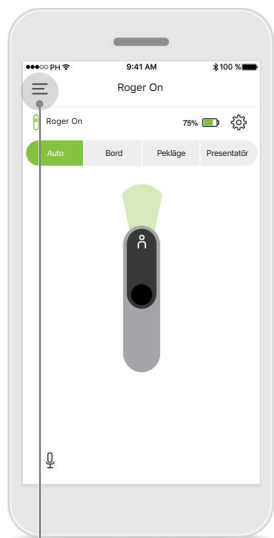 PH 9:41 AM 100 %
Roger On
Roger On 75%
Auto Bord Pekläge Presentatör